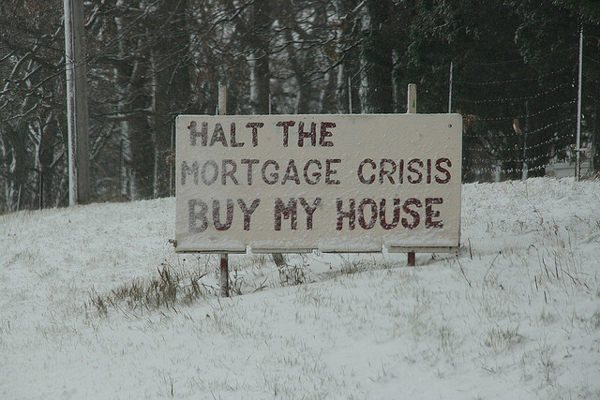 HALT THE
MORTGAGE CRISIS
BUY MY HOUSE